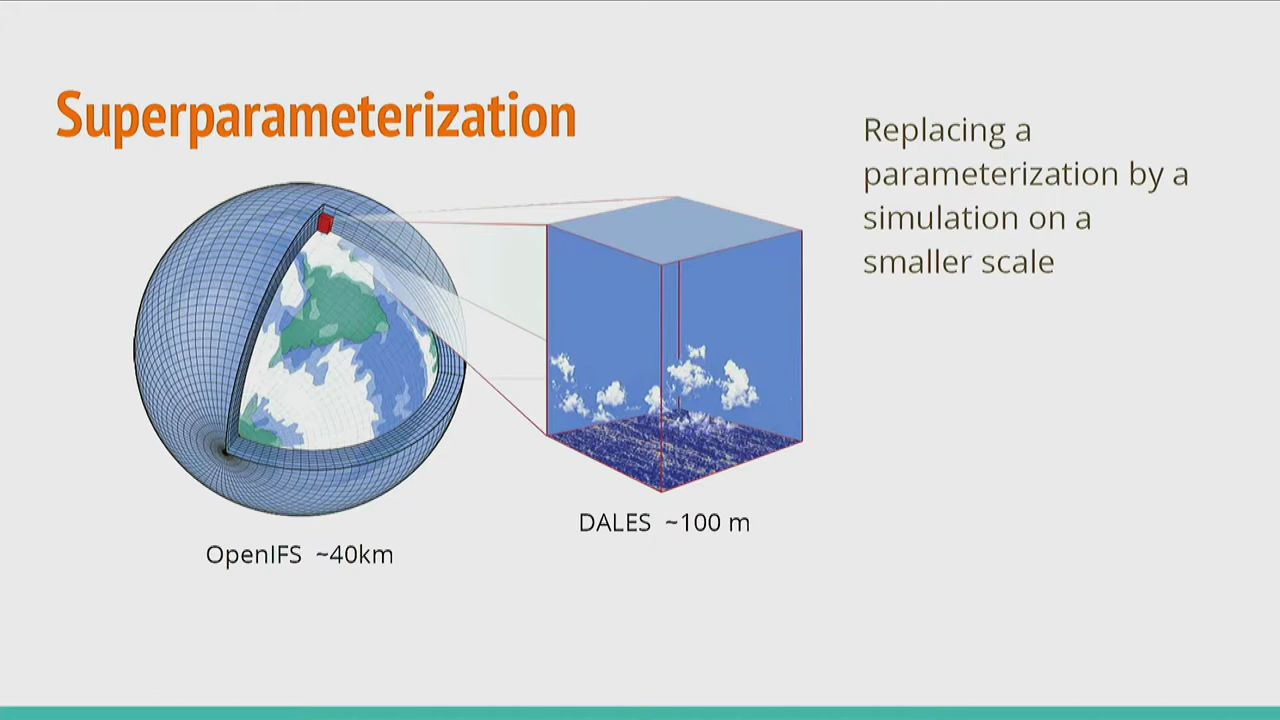 Superparameterization
Replacing a
parameterization by a
simulation on a
smaller scale
DALES ~100 m
OpenIFS ~40km